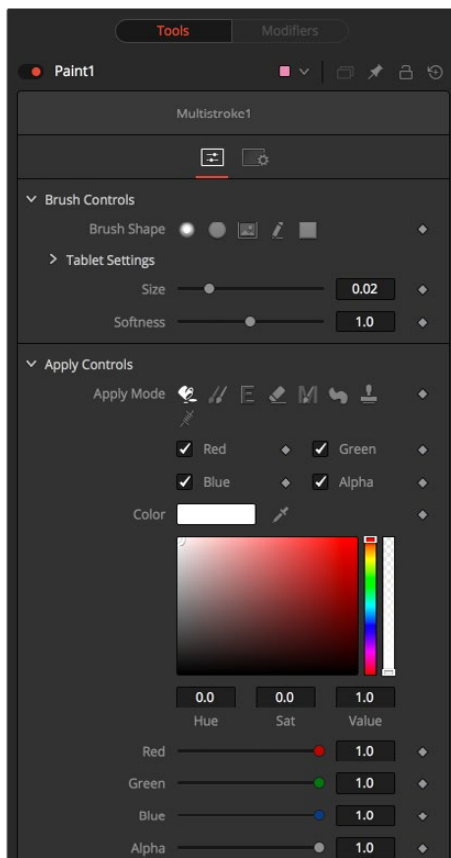 Tools Modifiers
Paint1
Multistroke1
Brush Controls
Brush Shape
Tablet Settings
Size 0.02
Softness 1.0
Apply Controls
Apply Mode
Red Green
Blue Alpha
Color
0.0 0.0 1.0
Hue Sat Value
Red 1.0
Green 1.0
Blue 1.0
Alpha 1.0